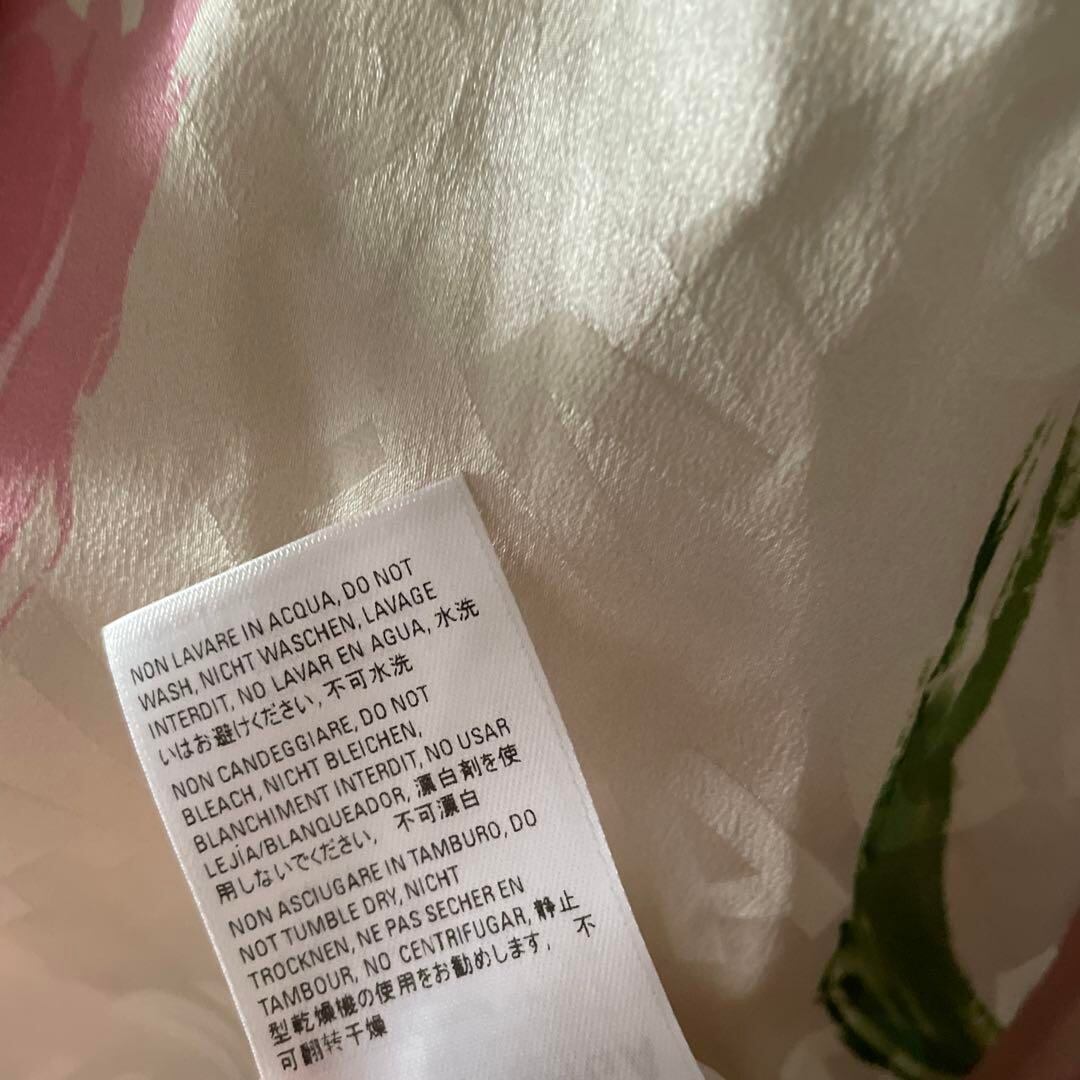 NON LAVARE IN ACQUA, DO NOT
WASH, NICHT WASCHEN, LAVAGE
INTERDIT, NO LAVAR EN AGUA, 水洗
いはお避けください, 不可水洗
NON CANDEGGIARE, DO NOT
BLEACH, NICHT BLEICHEN,
BLANCHIMENT INTERDIT, NO USAR
LEJÍA/BLANQUEADOR, 漂白剤を使
用しないでください, 不可漂白
NON ASCIUGARE IN TAMBURO, DO
NOT TUMBLE DRY, NICHT
TROCKNEN, NE PAS SECHER EN
TAMBOUR, NO CENTRIFUGAR, 静止
型乾燥機の使用をお勧めします, 不
可翻转干燥